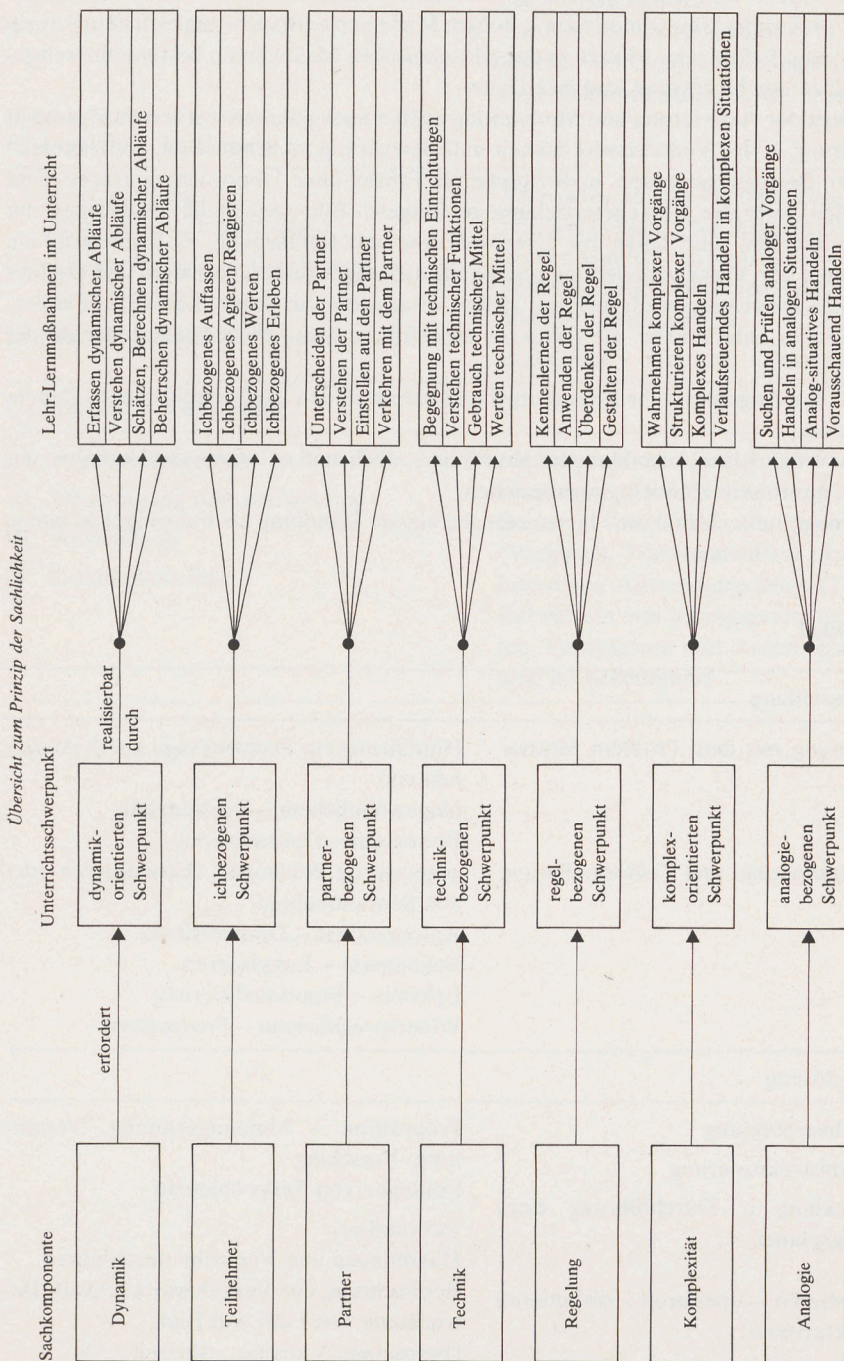 Übersicht zum Prinzip der Sachlichkeit
Sachkomponente
Unterrichtsschwerpunkt
Lehr-Lernmaßnahmen im Unterricht
Dynamik
erfordert
dynamik-
orientierten
Schwerpunkt
realisierbar
durch
Erfassen dynamischer Abläufe
Verstehen dynamischer Abläufe
Schätzen, Berechnen dynamischer Abläufe
Beherrschen dynamischer Abläufe
Teilnehmer
ichbezogenen
Schwerpunkt
Ichbezogenes Auffassen
Ichbezogenes Agieren/Reagieren
Ichbezogenes Werten
Ichbezogenes Erleben
Partner
partner-
bezogenen
Schwerpunkt
Unterscheiden der Partner
Verstehen der Partner
Einstellen auf den Partner
Verkehren mit dem Partner
Technik
technik-
bezogenen
Schwerpunkt
Begegnung mit technischen Einrichtungen
Verstehen technischer Funktionen
Gebrauch technischer Mittel
Werten technischer Mittel
Regelung
regel-
bezogenen
Schwerpunkt
Kennenlernen der Regel
Anwenden der Regel
Überdenken der Regel
Gestalten der Regel
Komplexität
komplex-
orientierten
Schwerpunkt
Wahrnehmen komplexer Vorgänge
Strukturieren komplexer Vorgänge
Komplexes Handeln
Verlaufsteuerndes Handeln in komplexen Situationen
Analogie
analogie-
bezogenen
Schwerpunkt
Suchen und Prüfen analoger Vorgänge
Handeln in analogen Situationen
Analog-situatives Handeln
Vorausschauend Handeln